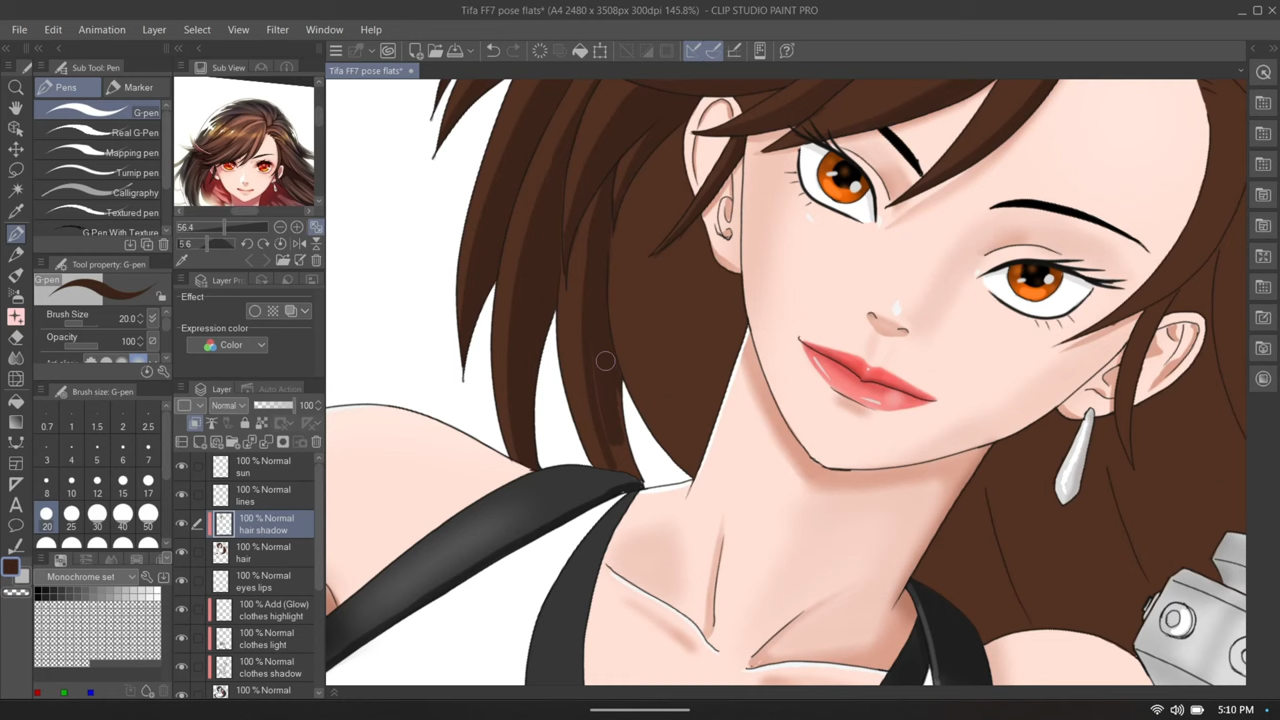 Tifa FF7 pose flats* (A4 2480 x 3508px 300dpi 145.8%) - CLIP STUDIO PAINT PRO
File Edit Animation Layer Select View Filter Window Help
Sub Tool: Pen
Sub View
Tifa FF7 pose flats*
Pens
Marker
G-pen
Real G-Pen
Mapping pen
Turnip pen
Calligraphy
Textured pen
G Pen With Texture
56.4
5 6
Tool property: G-pen
G-pen
Brush Size 20.0
Opacity 100
Layer Pr
Effect
Expression color
Color
Brush size: G-pen
0.7 1 1.5 2 2.5
3 4 5 6 7
8 10 12 15 17
20 25 30 40 50
Monochrome set
Layer
Auto Action
Normal 100
100 % Normal
sun
100 % Normal
lines
100 % Normal
hair shadow
100 % Normal
hair
100 % Normal
eyes lips
100 % Add (Glow)
clothes highlight
100 % Normal
clothes light
100 % Normal
clothes shadow
100 % Normal
5:10 PM